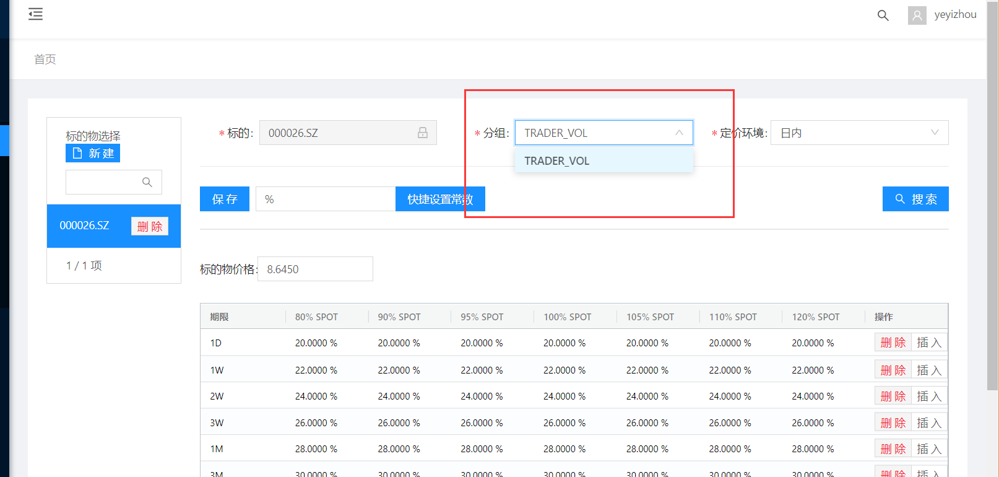 yeyizhou
首页
标的物选择
新 建
000026.SZ 删 除
1 / 1 项
* 标的: 000026.SZ * 分组: TRADER_VOL * 定价环境: 日内
TRADER_VOL
保 存 % 快捷设置常数 搜 索
标的物价格: 8.6450
期限 80% SPOT 90% SPOT 95% SPOT 100% SPOT 105% SPOT 110% SPOT 120% SPOT 操作
1D 20.0000 % 20.0000 % 20.0000 % 20.0000 % 20.0000 % 20.0000 % 20.0000 % 删 除 插 入
1W 22.0000 % 22.0000 % 22.0000 % 22.0000 % 22.0000 % 22.0000 % 22.0000 % 删 除 插 入
2W 24.0000 % 24.0000 % 24.0000 % 24.0000 % 24.0000 % 24.0000 % 24.0000 % 删 除 插 入
3W 26.0000 % 26.0000 % 26.0000 % 26.0000 % 26.0000 % 26.0000 % 26.0000 % 删 除 插 入
1M 28.0000 % 28.0000 % 28.0000 % 28.0000 % 28.0000 % 28.0000 % 28.0000 % 删 除 插 入
3M 30.0000 % 30.0000 % 30.0000 % 30.0000 % 30.0000 % 30.0000 % 30.0000 % 删 除 插 入